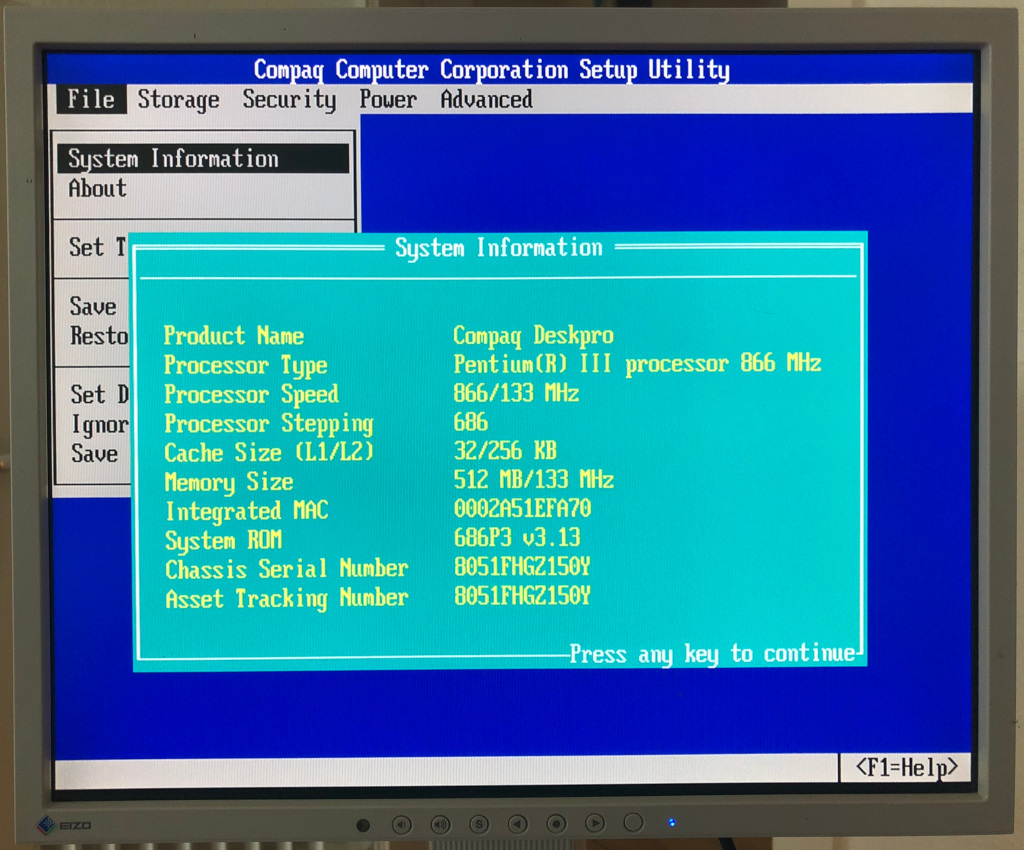 Compaq Computer Corporation Setup Utility
File Storage Security Power Advanced
System Information
About
Set T
Save
Resto
Set D
Ignor
Save
System Information
Product Name Compaq Deskpro
Processor Type Pentium(R) III processor 866 MHz
Processor Speed 866/133 MHz
Processor Stepping 686
Cache Size (L1/L2) 32/256 KB
Memory Size 512 MB/133 MHz
Integrated MAC 0002A51EFA70
System ROM 686P3 v3.13
Chassis Serial Number 8051FHGZ150Y
Asset Tracking Number 8051FHGZ150Y
Press any key to continue
<F1=Help>
EIZO
S